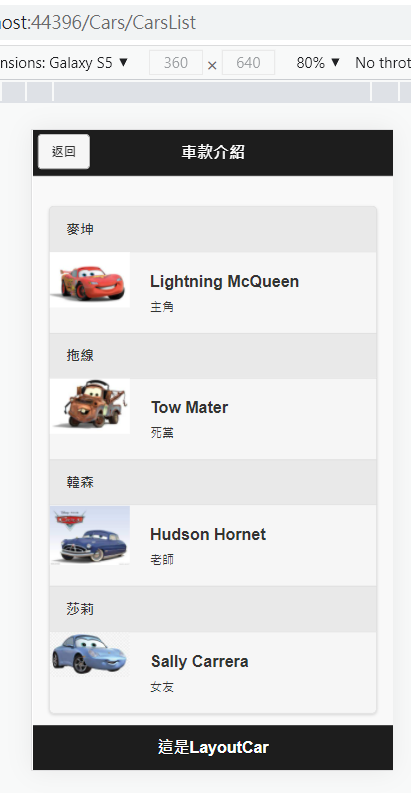 ost:44396/Cars/CarsList
nsions: Galaxy S5 ▼ 360 × 640 80% ▼ No throt
返回 車款介紹
麥坤
Lightning McQueen
主角
拖線
Tow Mater
死黨
韓森
Cars
Hudson Hornet
老師
莎莉
Sally Carrera
女友
這是LayoutCar